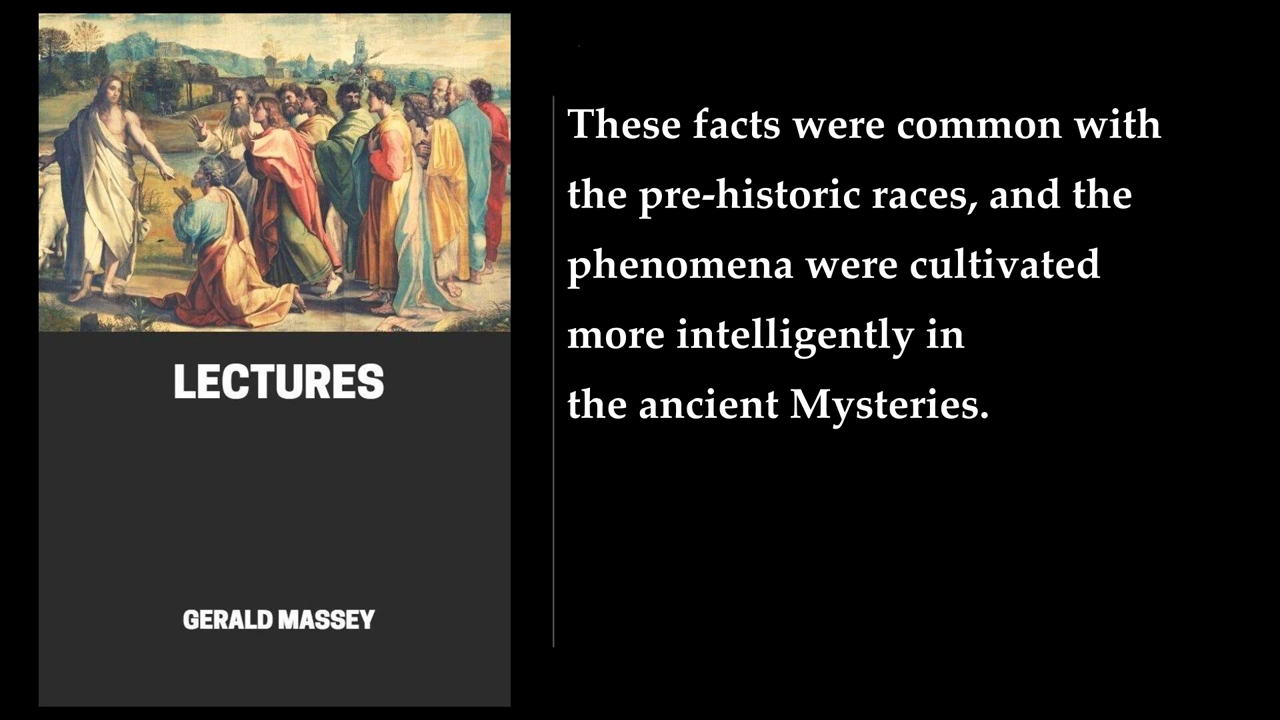 LECTURES
GERALD MASSEY
These facts were common with
the pre-historic races, and the
phenomena were cultivated
more intelligently in
the ancient Mysteries.